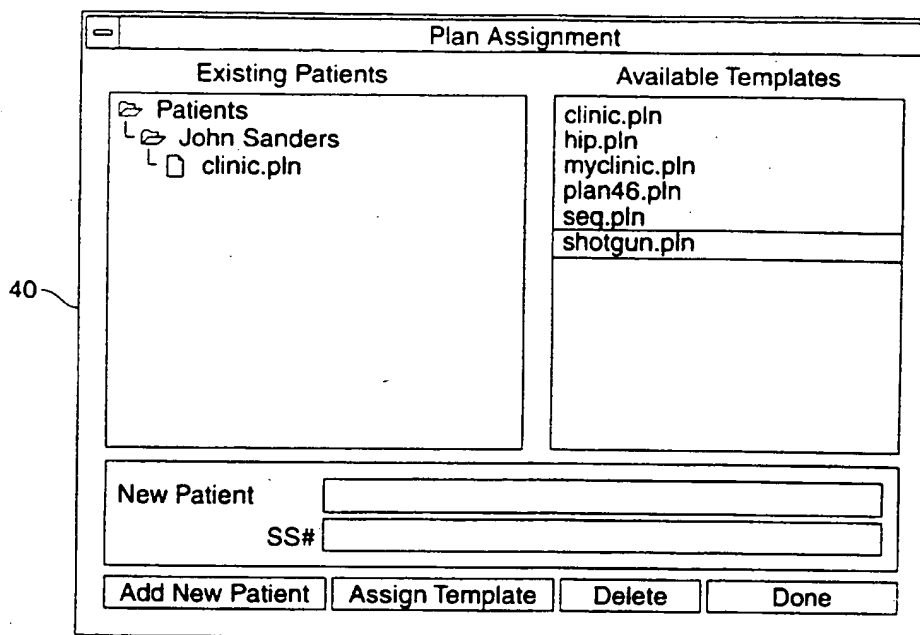 Plan Assignment
Existing Patients
Available Templates
Patients
John Sanders
clinic.pln
clinic.pln
hip.pln
myclinic.pln
plan46.pln
seq.pln
shotgun.pln
40
New Patient
SS#
Add New Patient
Assign Template
Delete
Done